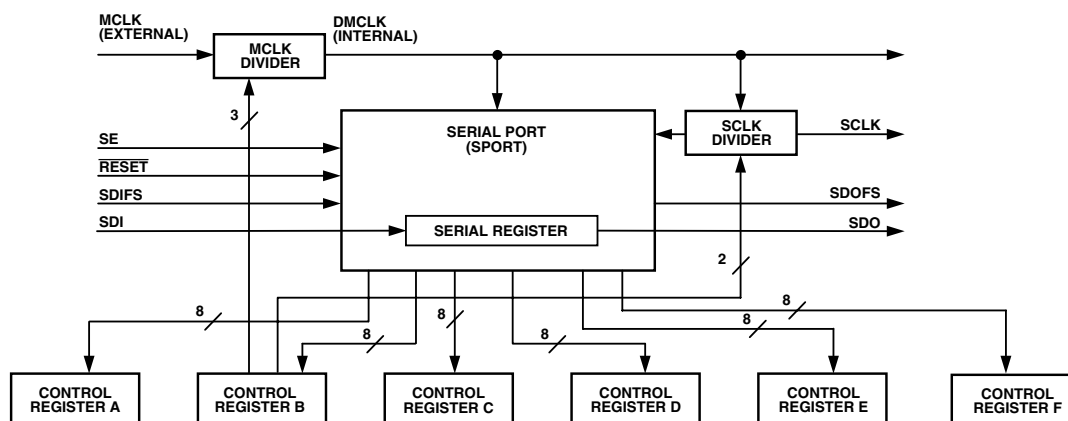 MCLK
(EXTERNAL)
MCLK
DIVIDER
DMCLK
(INTERNAL)
3
SE
RESET
SDIFS
SDI
SERIAL PORT
(SPORT)
SERIAL REGISTER
SCLK
DIVIDER
SCLK
SDOFS
SDO
2
8
8
8
8
8
8
CONTROL
REGISTER A
CONTROL
REGISTER B
CONTROL
REGISTER C
CONTROL
REGISTER D
CONTROL
REGISTER E
CONTROL
REGISTER F